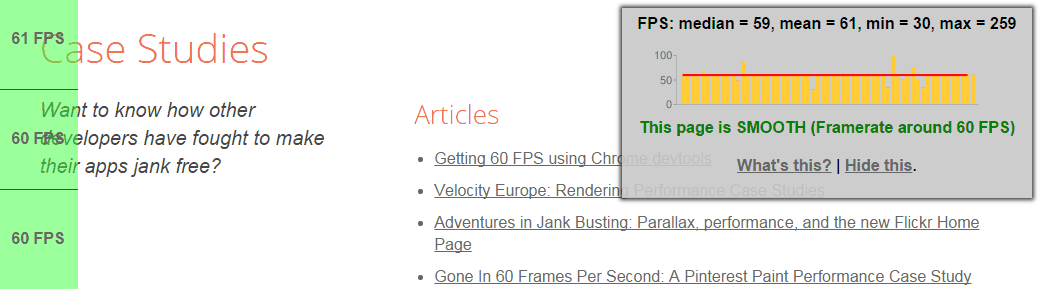 61 FPS
60 FPS
60 FPS
Case Studies
Want to know how other
developers have fought to make
their apps jank free?
Articles
Getting 60 FPS using Chrome devtools
Velocity Europe: Rendering Performance Case Studies
Adventures in Jank Busting: Parallax, performance, and the new Flickr Home
Page
Gone In 60 Frames Per Second: A Pinterest Paint Performance Case Study
FPS: median = 59, mean = 61, min = 30, max = 259
100
50
0
This page is SMOOTH (Framerate around 60 FPS)
What's this? | Hide this.